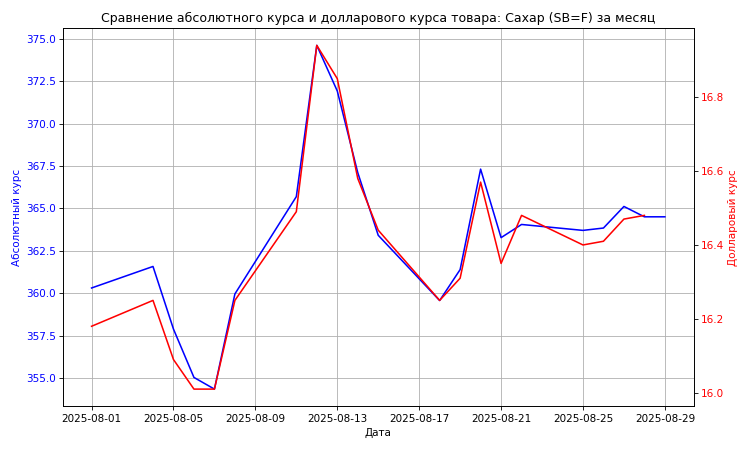 Сравнение абсолютного курса и долларового курса товара: Сахар (SB=F) за месяц
Абсолютный курс
375.0
372.5
370.0
367.5
365.0
362.5
360.0
357.5
355.0
16.8
16.6
16.4
16.2
16.0
Долларовый курс
2025-08-01 2025-08-05 2025-08-09 2025-08-13 2025-08-17 2025-08-21 2025-08-25 2025-08-29
Дата